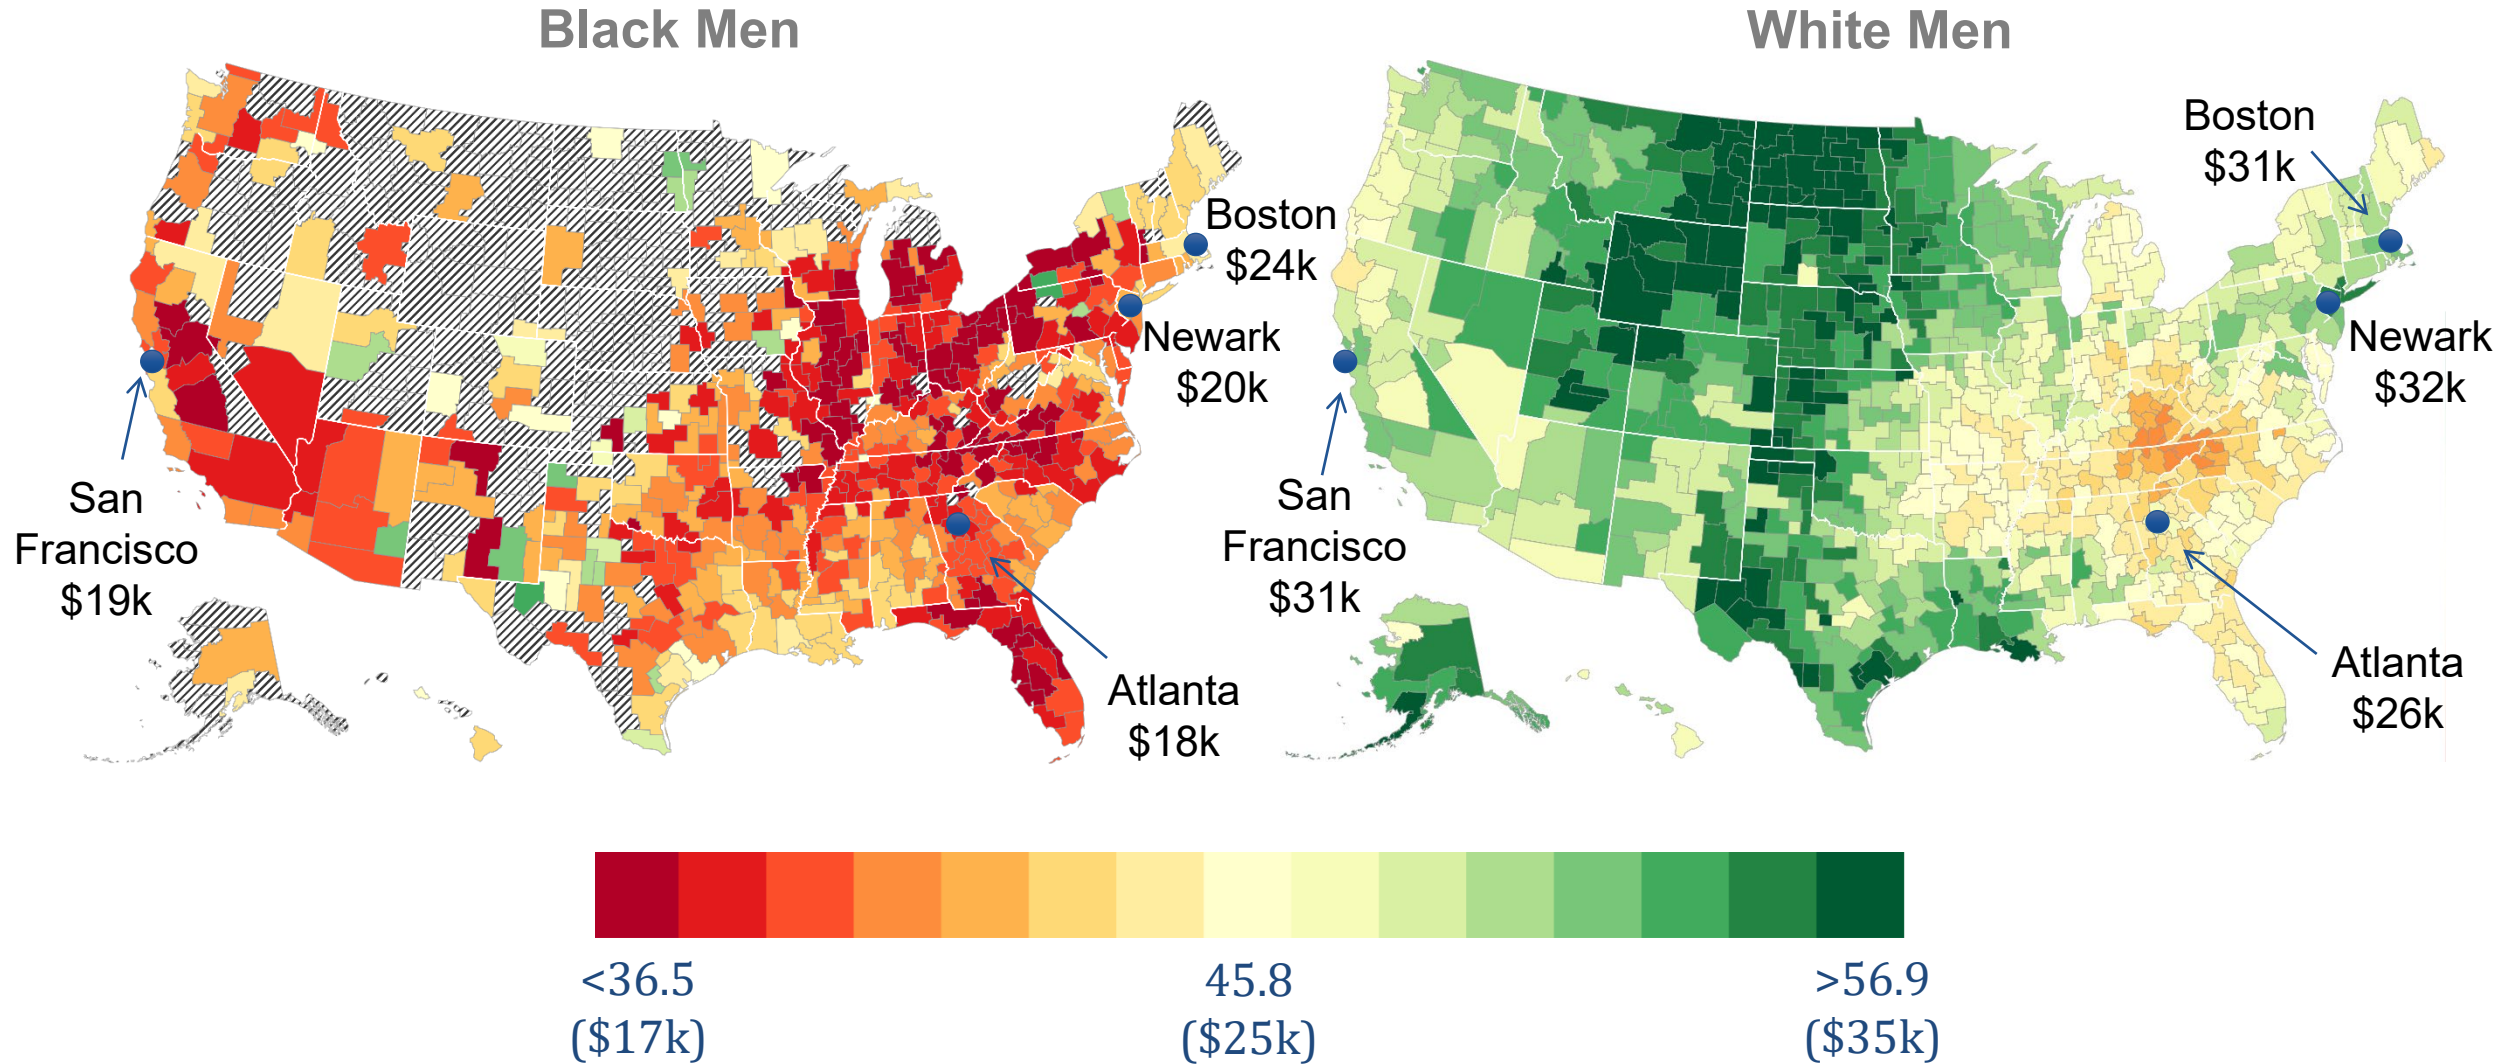 Black Men
White Men
Boston
$24k
Newark
$20k
San
Francisco
$19k
Atlanta
$18k
Boston
$31k
Newark
$32k
San
Francisco
$31k
Atlanta
$26k
<36.5
($17k)
45.8
($25k)
>56.9
($35k)